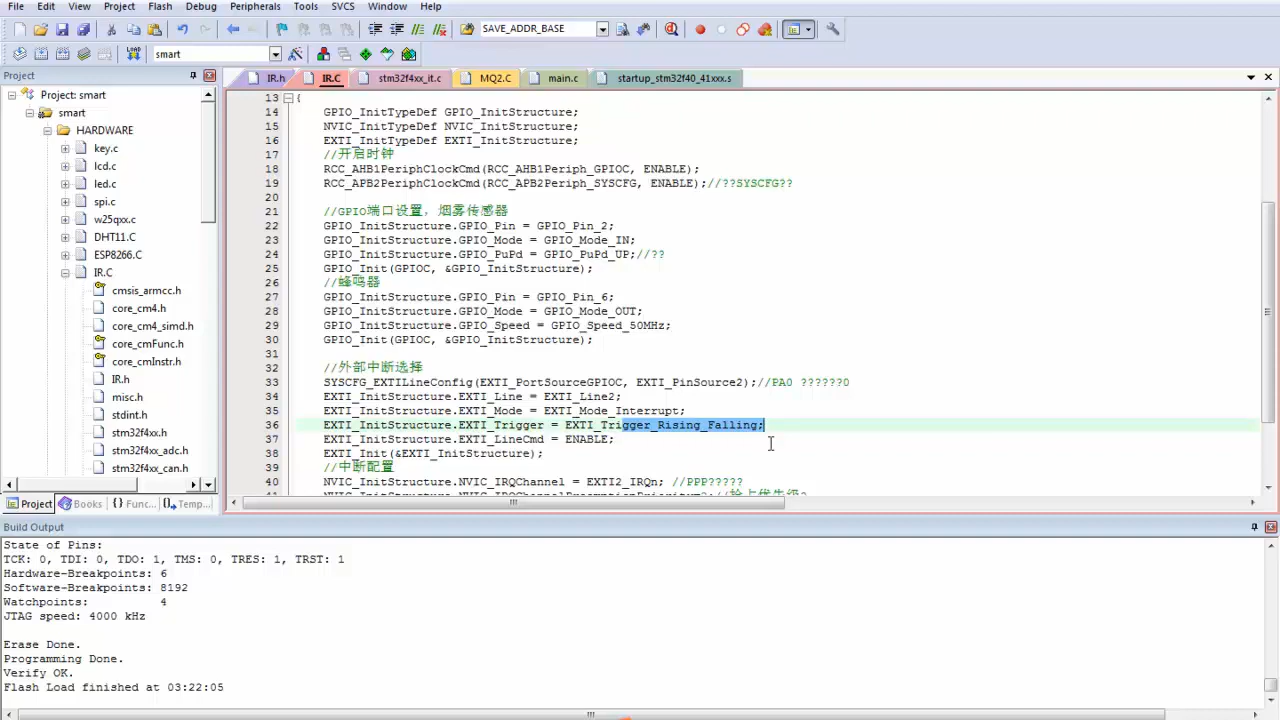 File Edit View Project Flash Debug Peripherals Tools SVCS Window Help
SAVE_ADDR_BASE
LOAD smart
Project
IR.h IR.C stm32f4xx_it.c MQ2.C main.c startup_stm32f40_41xxx.s
Project: smart
smart
HARDWARE
key.c
lcd.c
led.c
spi.c
w25qxx.c
DHT11.C
ESP8266.C
IR.C
cmsis_armcc.h
core_cm4.h
core_cm4_simd.h
core_cmFunc.h
core_cmInstr.h
IR.h
misc.h
stdint.h
stm32f4xx.h
stm32f4xx_adc.h
stm32f4xx_can.h
Project Books {} Func... Temp...
13 {
14 GPIO_InitTypeDef GPIO_InitStructure;
15 NVIC_InitTypeDef NVIC_InitStructure;
16 EXTI_InitTypeDef EXTI_InitStructure;
17 //开启时钟
18 RCC_AHB1PeriphClockCmd(RCC_AHB1Periph_GPIOC, ENABLE);
19 RCC_APB2PeriphClockCmd(RCC_APB2Periph_SYSCFG, ENABLE);//??SYSCFG??
20
21 //GPIO端口设置，烟雾传感器
22 GPIO_InitStructure.GPIO_Pin = GPIO_Pin_2;
23 GPIO_InitStructure.GPIO_Mode = GPIO_Mode_IN;
24 GPIO_InitStructure.GPIO_PuPd = GPIO_PuPd_UP;//??
25 GPIO_Init(GPIOC, &GPIO_InitStructure);
26 //蜂鸣器
27 GPIO_InitStructure.GPIO_Pin = GPIO_Pin_6;
28 GPIO_InitStructure.GPIO_Mode = GPIO_Mode_OUT;
29 GPIO_InitStructure.GPIO_Speed = GPIO_Speed_50MHz;
30 GPIO_Init(GPIOC, &GPIO_InitStructure);
31
32 //外部中断选择
33 SYSCFG_EXTILineConfig(EXTI_PortSourceGPIOC, EXTI_PinSource2);//PA0 ??????0
34 EXTI_InitStructure.EXTI_Line = EXTI_Line2;
35 EXTI_InitStructure.EXTI_Mode = EXTI_Mode_Interrupt;
36 EXTI_InitStructure.EXTI_Trigger = EXTI_Trigger_Rising_Falling;
37 EXTI_InitStructure.EXTI_LineCmd = ENABLE;
38 EXTI_Init(&EXTI_InitStructure);
39 //中断配置
40 NVIC_InitStructure.NVIC_IRQChannel = EXTI2_IRQn; //PPP?????
Build Output
State of Pins:
TCK: 0, TDI: 0, TDO: 1, TMS: 0, TRES: 1, TRST: 1
Hardware-Breakpoints: 6
Software-Breakpoints: 8192
Watchpoints: 4
JTAG speed: 4000 kHz
Erase Done.
Programming Done.
Verify OK.
Flash Load finished at 03:22:05